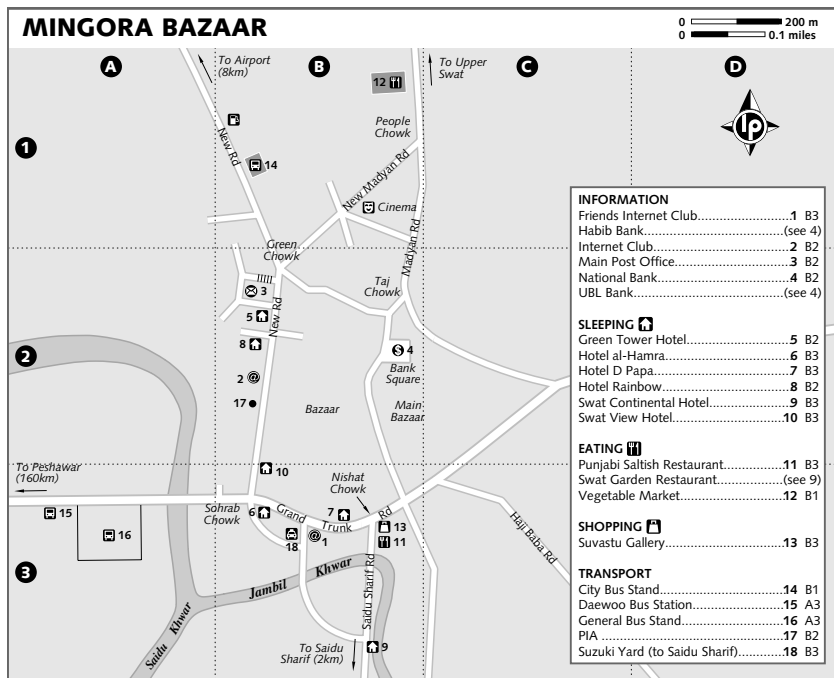 MINGORA BAZAAR
0 200 m
0 0.1 miles
A
B
C
D
1
2
3
To Airport
(8km)
To Upper
Swat
12
People
Chowk
New Rd
14
New Madyan Rd
Cinema
Madyan Rd
lp
Green
Chowk
3
Taj
Chowk
5
New Rd
8
4
Bank
Square
2
17
Bazaar
Main
Bazaar
To Peshawar
(160km)
10
Nishat
Chowk
Sohrab
Chowk
15
16
6
Grand Trunk Rd
7
13
18
1
11
Haji Baba Rd
Saidu Sharif Rd
Jambil Khwar
Saidu Khwar
To Saidu
Sharif (2km)
9
INFORMATION
Friends Internet Club 1 B3
Habib Bank (see 4)
Internet Club 2 B2
Main Post Office 3 B2
National Bank 4 B2
UBL Bank (see 4)
SLEEPING
Green Tower Hotel 5 B2
Hotel al-Hamra 6 B3
Hotel D Papa 7 B3
Hotel Rainbow 8 B2
Swat Continental Hotel 9 B3
Swat View Hotel 10 B3
EATING
Punjabi Saltish Restaurant 11 B3
Swat Garden Restaurant (see 9)
Vegetable Market 12 B1
SHOPPING
Suvastu Gallery 13 B3
TRANSPORT
City Bus Stand 14 B1
Daewoo Bus Station 15 A3
General Bus Stand 16 A3
PIA 17 B2
Suzuki Yard (to Saidu Sharif) 18 B3